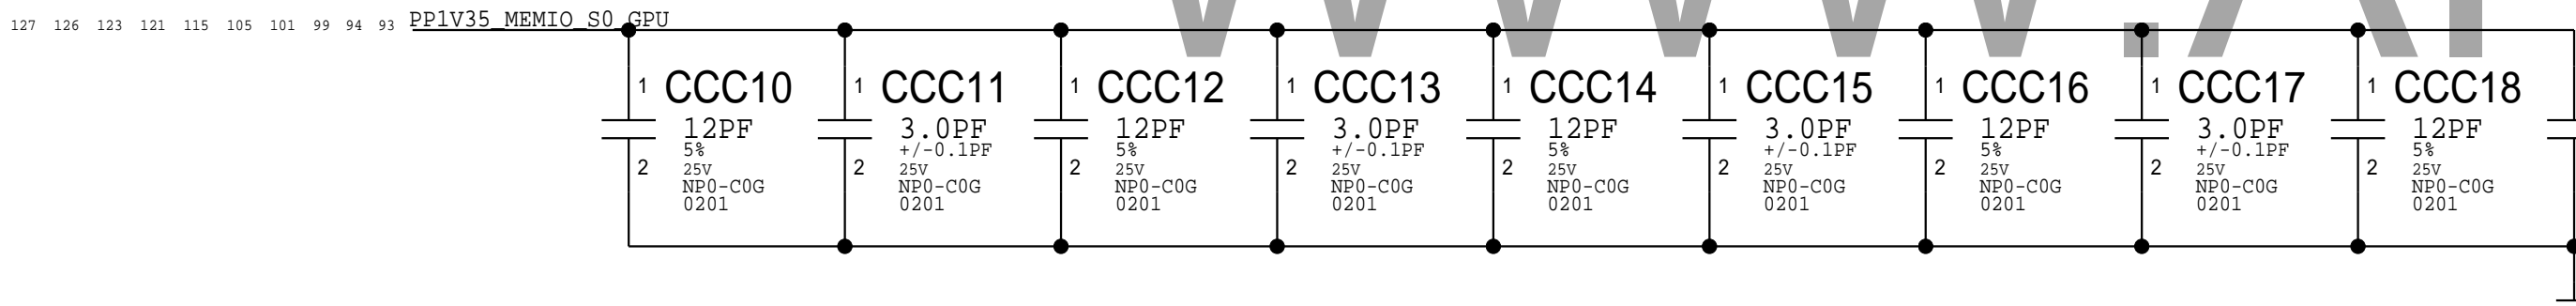 127 126 123 121 115 105 101 99 94 93 PP1V35_MEMIO_S0_GPU
1 CCC10
12PF
5%
25V
2
NP0-C0G
0201
1 CCC11
3.0PF
+/-0.1PF
25V
2
NP0-C0G
0201
1 CCC12
12PF
5%
25V
2
NP0-C0G
0201
1 CCC13
3.0PF
+/-0.1PF
25V
2
NP0-C0G
0201
1 CCC14
12PF
5%
25V
2
NP0-C0G
0201
1 CCC15
3.0PF
+/-0.1PF
25V
2
NP0-C0G
0201
1 CCC16
12PF
5%
25V
2
NP0-C0G
0201
1 CCC17
3.0PF
+/-0.1PF
25V
2
NP0-C0G
0201
1 CCC18
12PF
5%
25V
2
NP0-C0G
0201